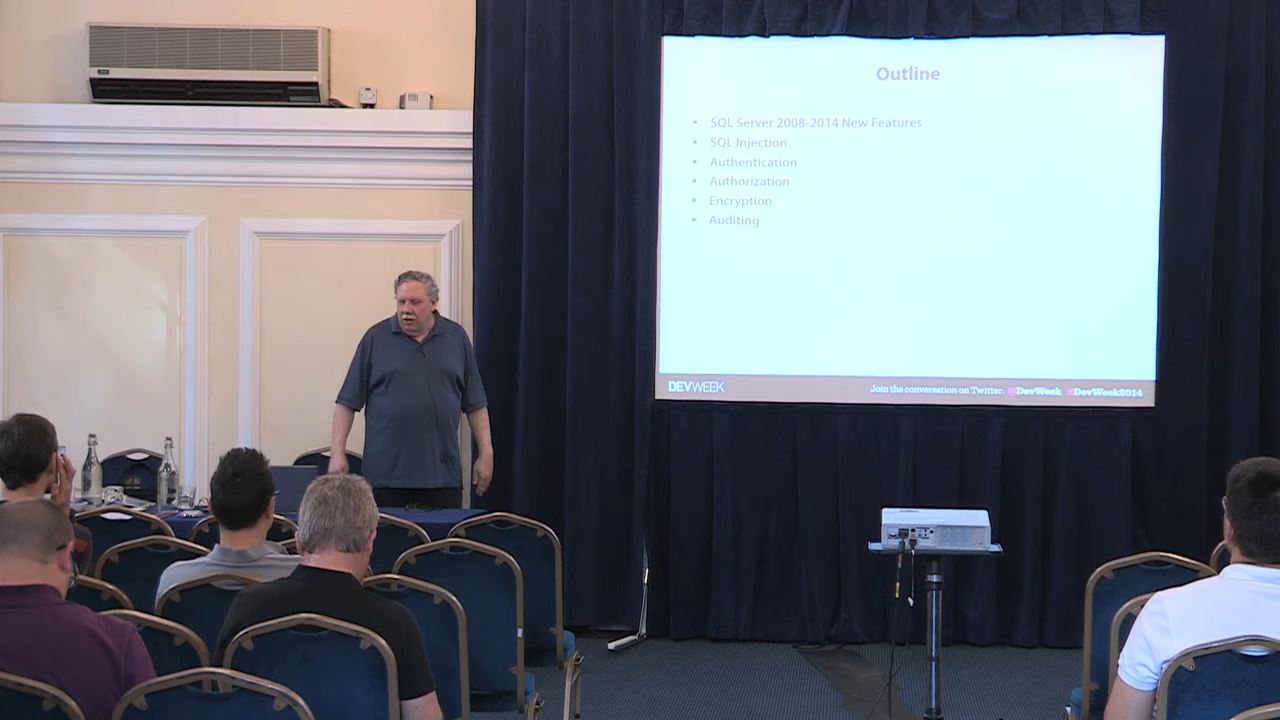 Outline
SQL Server 2008-2014 New Features
SQL Injection
Authentication
Authorization
Encryption
Auditing
DEVWEEK
Join the conversation on Twitter: @DevWeek #DevWeek2014